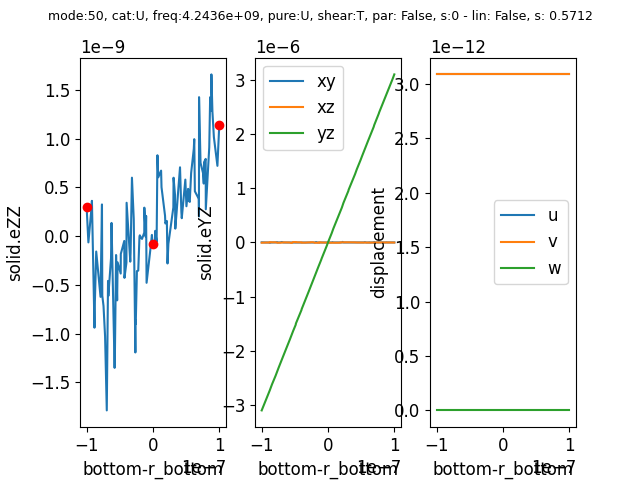 mode:50, cat:U, freq:4.2436e+09, pure:U, shear:T, par: False, s:0 - lin: False, s: 0.5712
1e−9
1.5
1.0
0.5
0.0
−0.5
−1.0
−1.5
solid.eZZ
−1
0
1
1e−7
bottom-r_bottom
1e−6
3
2
1
0
−1
−2
−3
solid.eYZ
xy
xz
yz
−1
0
1
1e−7
bottom-r_bottom
1e−12
3.0
2.5
2.0
1.5
1.0
0.5
0.0
displacement
u
v
w
−1
0
1
1e−7
bottom-r_bottom